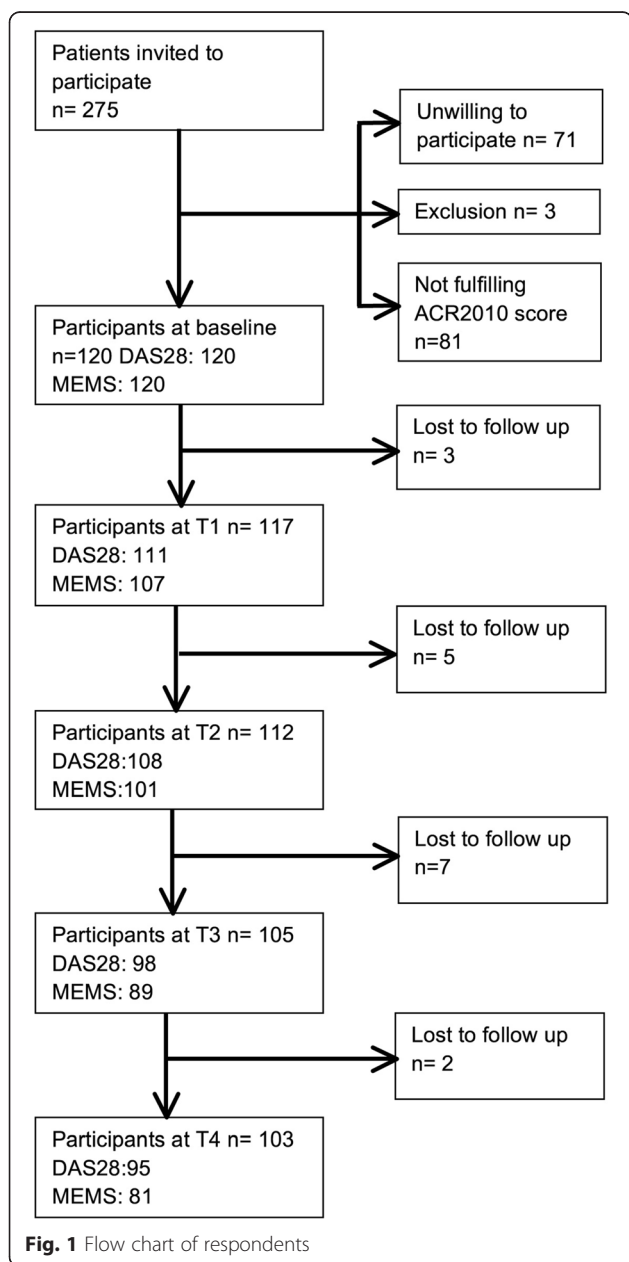 Patients invited to
participate
n= 275
Unwilling to
participate n= 71
Exclusion n= 3
Not fulfilling
ACR2010 score
n=81
Participants at baseline
n=120 DAS28: 120
MEMS: 120
Lost to follow up
n= 3
Participants at T1 n= 117
DAS28: 111
MEMS: 107
Lost to follow up
n= 5
Participants at T2 n= 112
DAS28:108
MEMS:101
Lost to follow up
n=7
Participants at T3 n= 105
DAS28: 98
MEMS: 89
Lost to follow up
n= 2
Participants at T4 n= 103
DAS28:95
MEMS: 81
Fig. 1 Flow chart of respondents